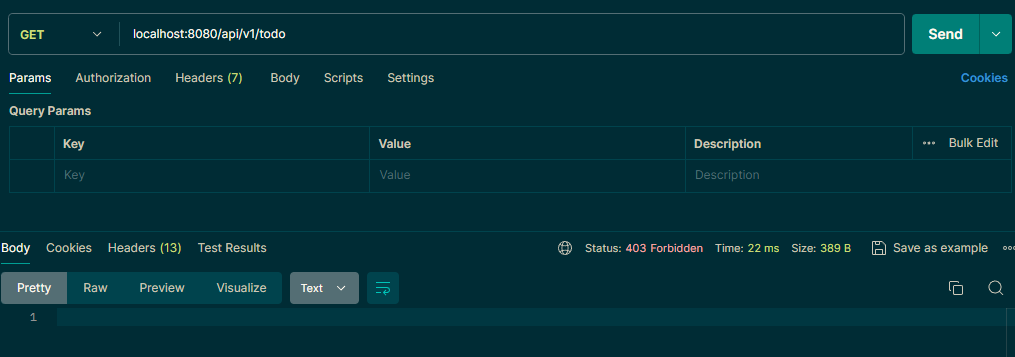 GET localhost:8080/api/v1/todo Send
Params Authorization Headers (7) Body Scripts Settings Cookies
Query Params
Key Value Description Bulk Edit
Key Value Description
Body Cookies Headers (13) Test Results Status: 403 Forbidden Time: 22 ms Size: 389 B Save as example
Pretty Raw Preview Visualize Text
1